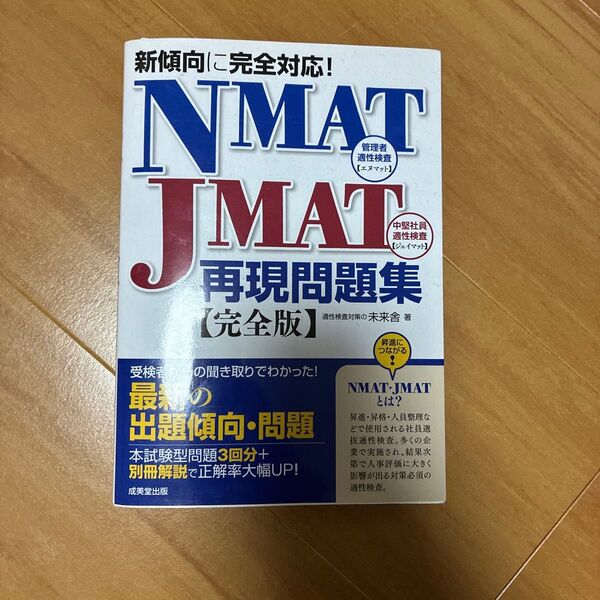 新傾向に完全対応!
NMAT
管理者
適性検査
【エヌマット】
JMAT
中堅社員
適性検査
【ジェイマット】
再現問題集
【完全版】
適性検査対策の 未来舎 著
受検者からの聞き取りでわかった!
最新の
出題傾向・問題
本試験型問題3回分+
別冊解説で正解率大幅UP!
成美堂出版
昇進に
つながる
!
NMAT・JMAT
とは?
昇進・昇格・人員整理な
どで使用される社員選
抜適性検査。多くの企
業で実施され、結果次
第で人事評価に大きく
影響が出る対策必須の
適性検査。